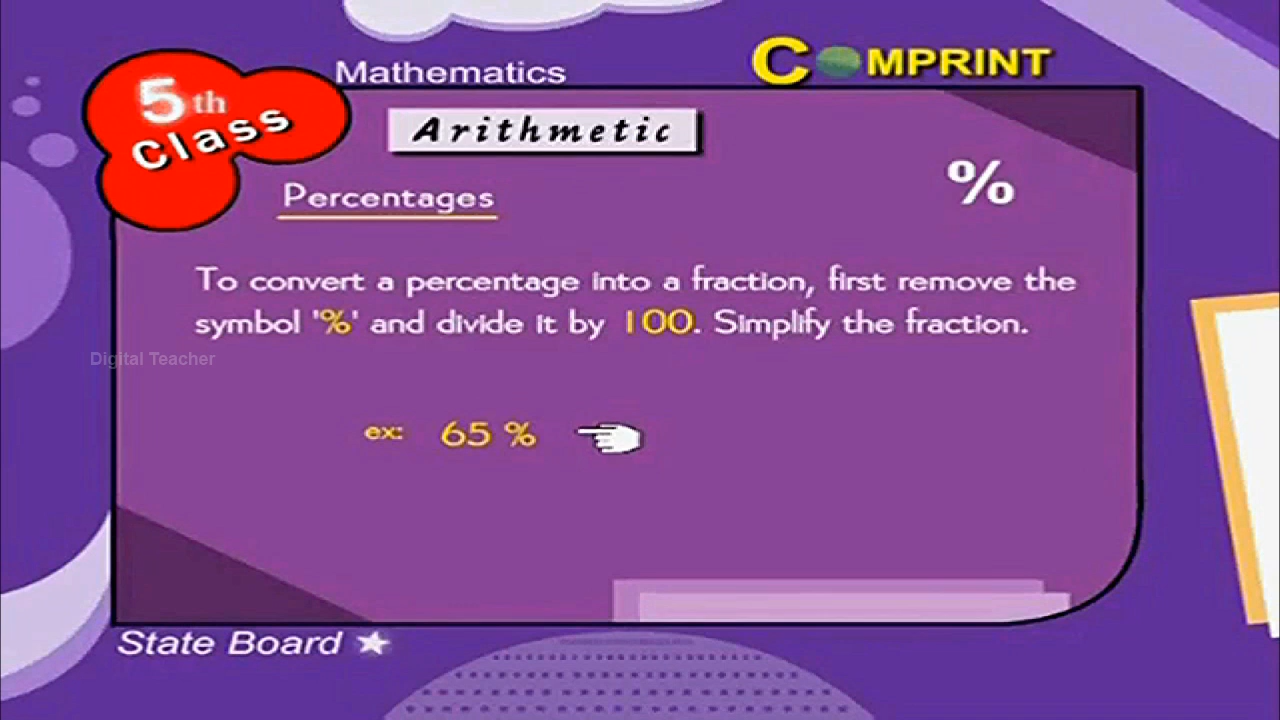 Mathematics
COMPRINT
5th
Class
Arithmetic
%
Percentages
To convert a percentage into a fraction, first remove the
symbol '%' and divide it by 100. Simplify the fraction.
Digital Teacher
ex: 65 %
State Board